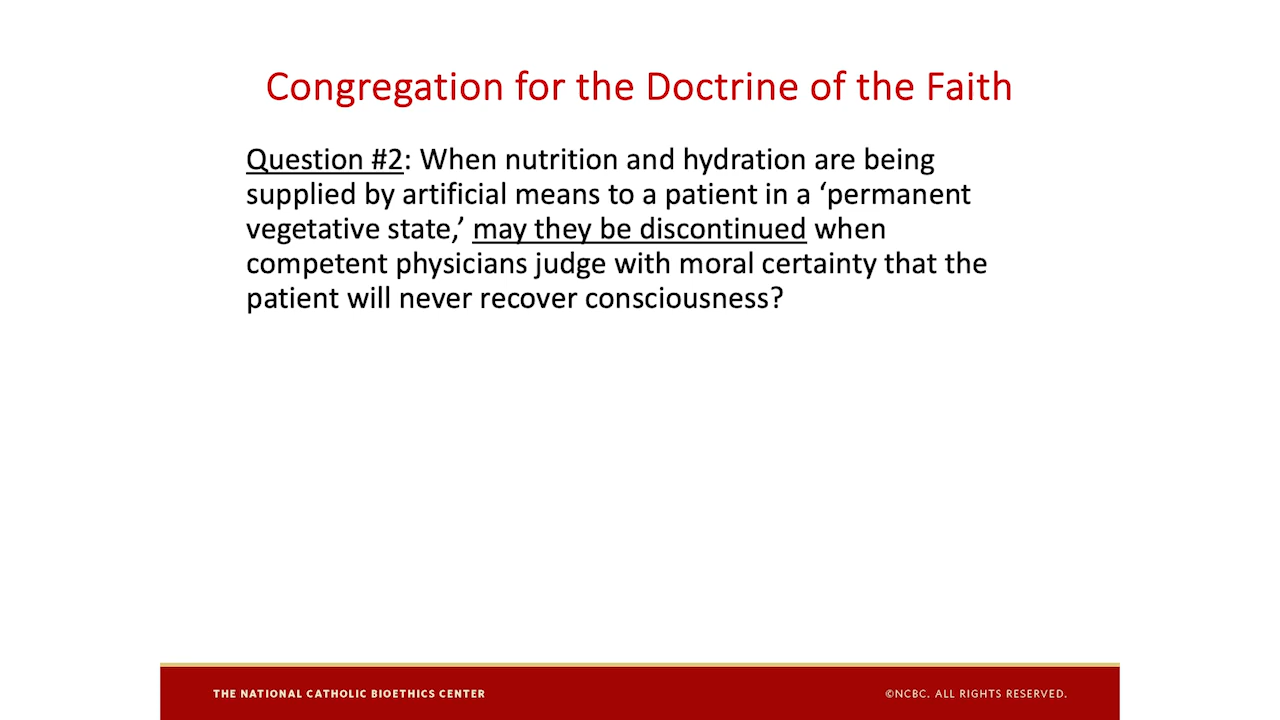 Congregation for the Doctrine of the Faith
Question #2: When nutrition and hydration are being
supplied by artificial means to a patient in a ‘permanent
vegetative state,’ may they be discontinued when
competent physicians judge with moral certainty that the
patient will never recover consciousness?
THE NATIONAL CATHOLIC BIOETHICS CENTER
©NCBC. ALL RIGHTS RESERVED.